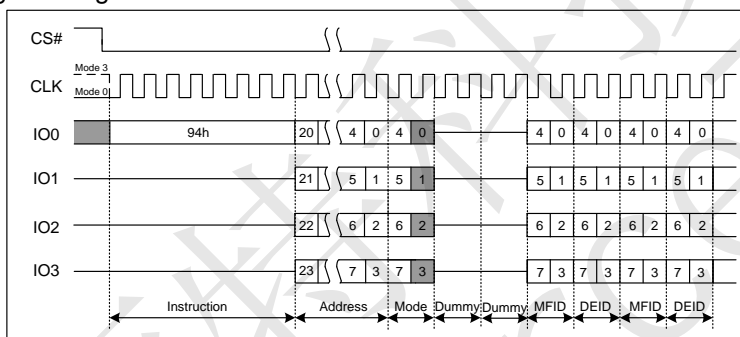 CS#
Mode 3
CLK
Mode 0
IO0 94h 20 4 0 4 0 4 0 4 0 4 0 4 0
IO1 21 5 1 5 1 5 1 5 1 5 1 5 1
IO2 22 6 2 6 2 6 2 6 2 6 2 6 2
IO3 23 7 3 7 3 7 3 7 3 7 3 7 3
Instruction Address Mode Dummy Dummy MFID DEID MFID DEID